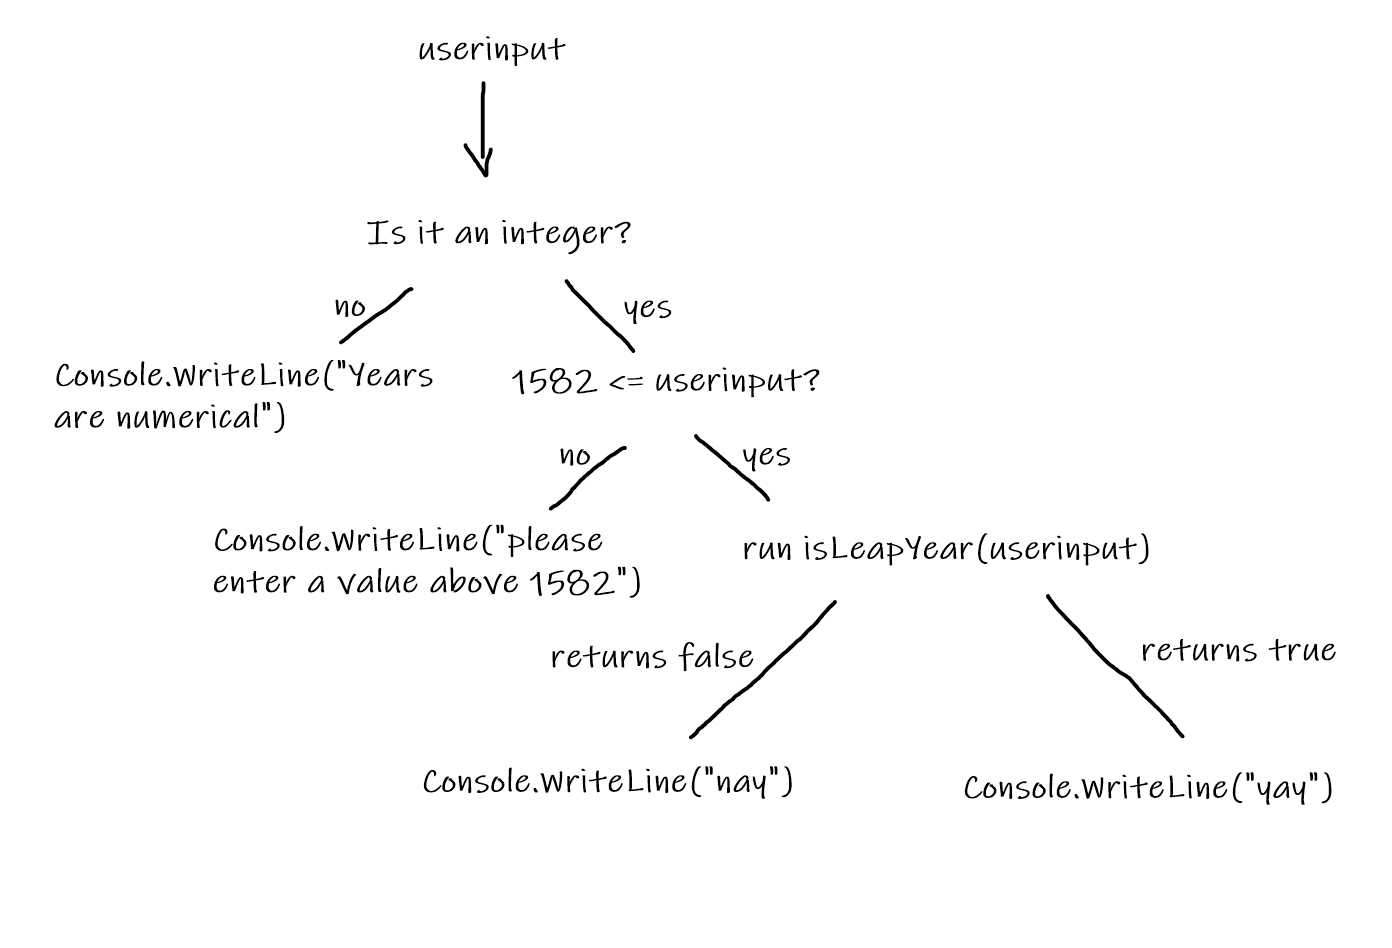 userinput
Is it an integer?
no
yes
Console.WriteLine("Years
are numerical")
1582 <= userinput?
no
yes
Console.WriteLine("please
enter a value above 1582")
run isLeapYear(userinput)
returns false
returns true
Console.WriteLine("nay")
Console.WriteLine("yay")